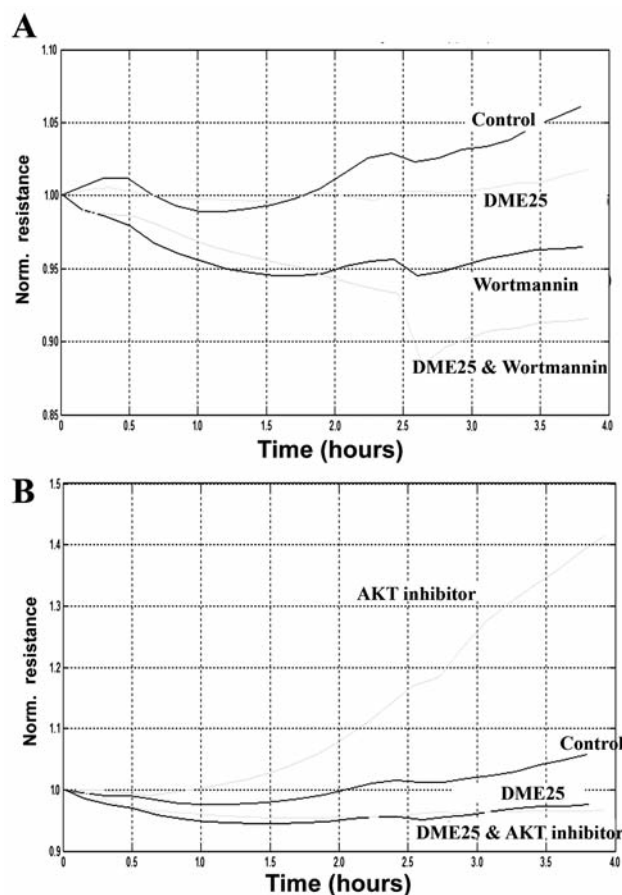 A
1.10
1.05
Control
Norm. resistance
1.00
DME25
0.95
Wortmannin
0.90
DME25 & Wortmannin
0.85
0 0.5 1.0 1.5 2.0 2.5 3.0 3.5 4.0
Time (hours)
B
1.5
1.4
AKT inhibitor
1.3
Norm. resistance
1.2
1.1
Control
1.0
DME25
DME25 & AKT inhibitor
0.9
0 0.5 1.0 1.5 2.0 2.5 3.0 3.5 4.0
Time (hours)